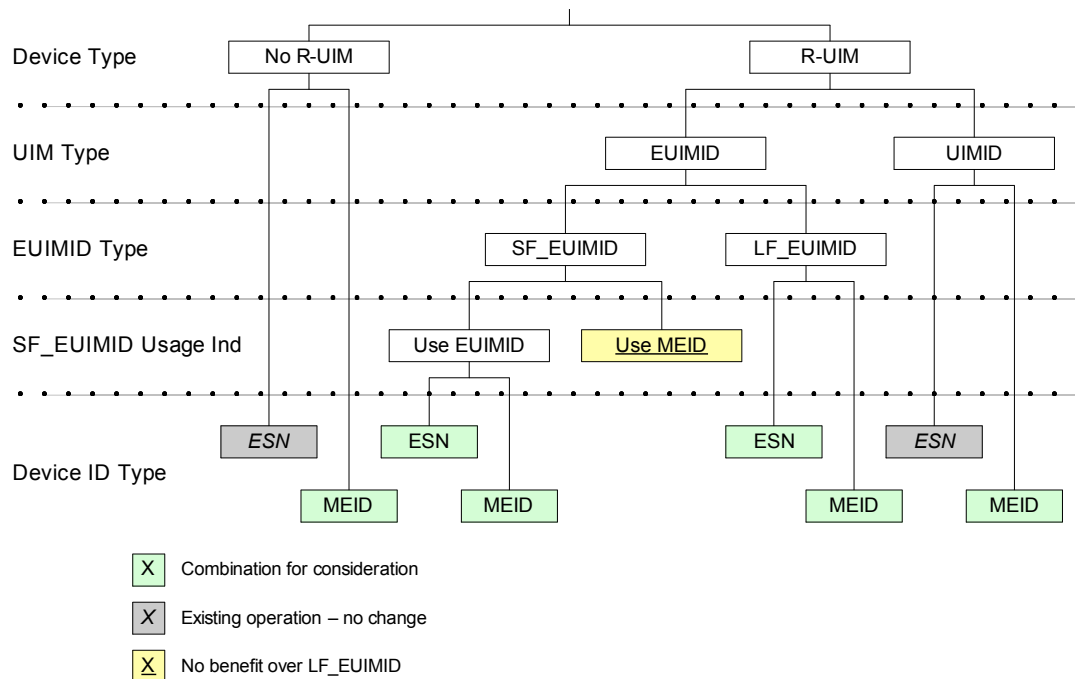 Device Type
No R-UIM
R-UIM
UIM Type
EUIMID
UIMID
EUIMID Type
SF_EUIMID
LF_EUIMID
SF_EUIMID Usage Ind
Use EUIMID
Use MEID
ESN
ESN
ESN
ESN
Device ID Type
MEID
MEID
MEID
MEID
X Combination for consideration
X Existing operation – no change
X No benefit over LF_EUIMID